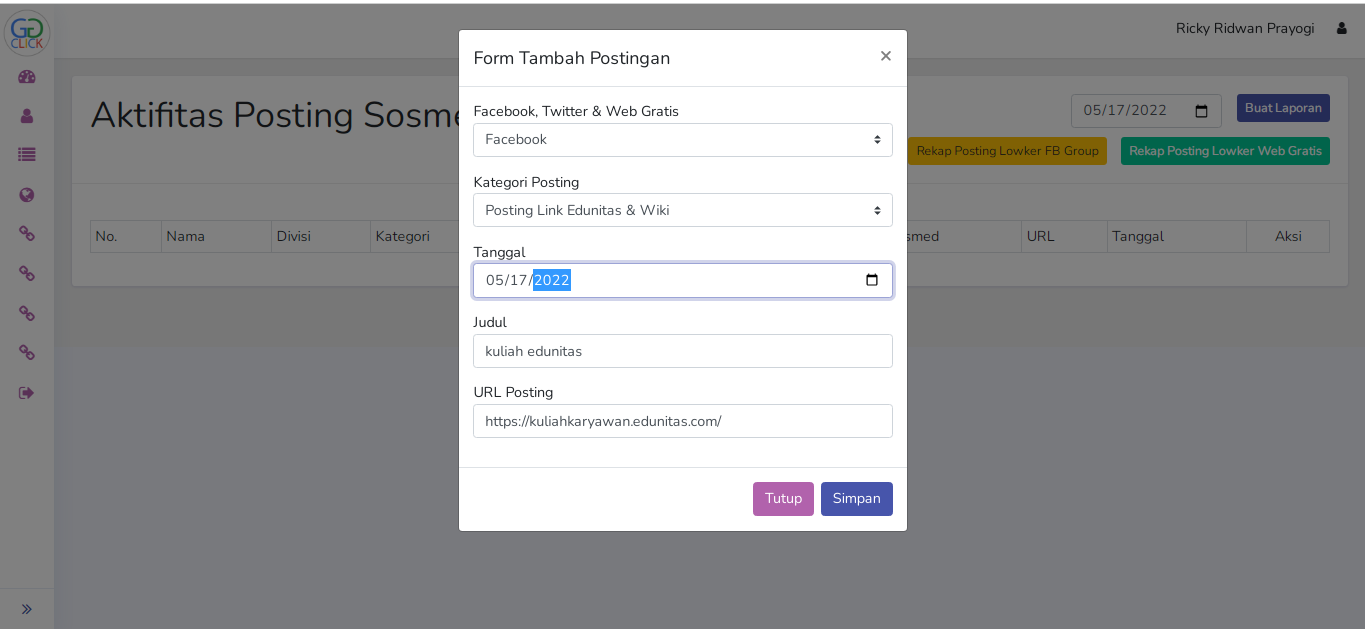 GG
CLICK
Ricky Ridwan Prayogi
Aktifitas Posting Sosme
05/17/2022
Buat Laporan
Rekap Posting Lowker FB Group
Rekap Posting Lowker Web Gratis
No.
Nama
Divisi
Kategori
smed
URL
Tanggal
Aksi
Form Tambah Postingan
×
Facebook, Twitter & Web Gratis
Facebook
Kategori Posting
Posting Link Edunitas & Wiki
Tanggal
05/17/2022
Judul
kuliah edunitas
URL Posting
https://kuliahkaryawan.edunitas.com/
Tutup
Simpan